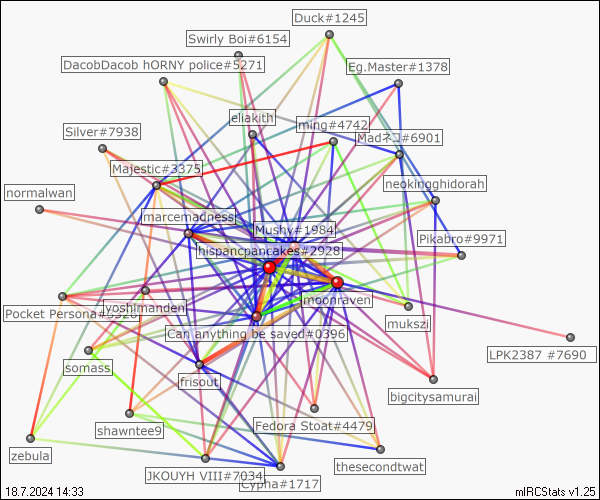 Duck#1245
Swirly Boi#6154
DacobDacob hORNY police#5271
Eg.Master#1378
eliakith
ming#4742
Silver#7938
Madネコ#6901
Majestic#3375
neokingghidorah
normalwan
marcemadness
Mushy#1984
Pikabro#9971
hispancpancakes#2928
moonraven
yoshimanden
Pocket Persona#5520
mukszi
Can anything be saved#0396
LPK2387 #7690
somass
frisout
bigcitysamurai
Fedora Stoat#4479
shawntee9
zebula
thesecondtwat
JKOUYH VIII#7034
Cypha#1717
18.7.2024 14:33
mIRCStats v1.25